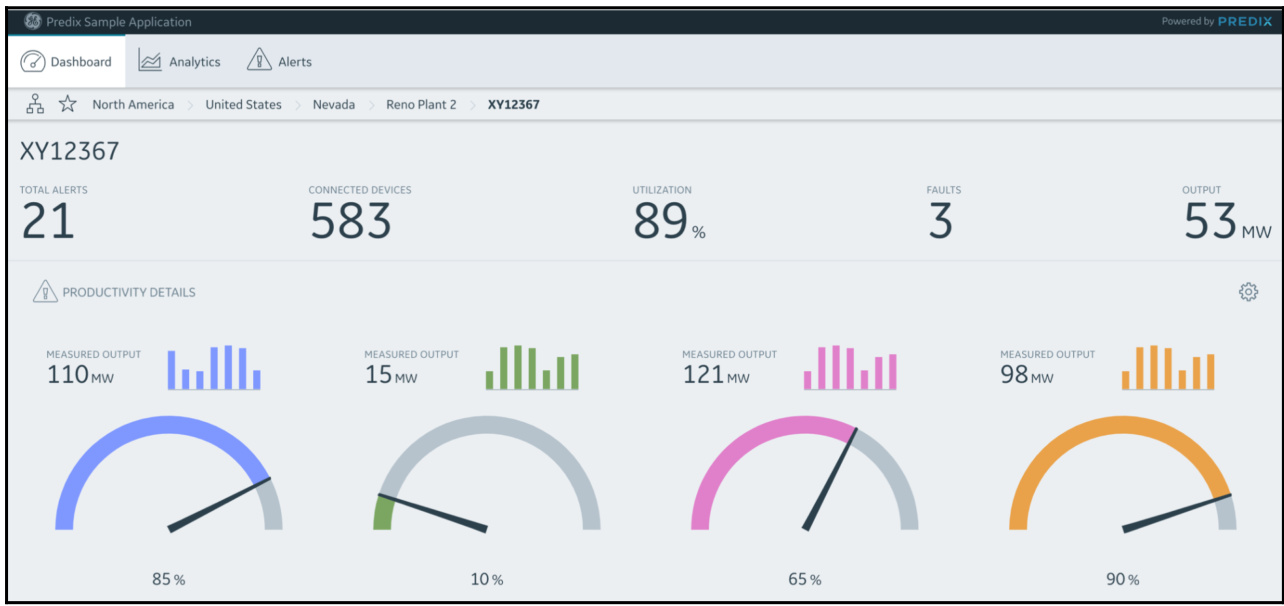 Predix Sample Application
Powered by PREDIX
Dashboard Analytics Alerts
North America United States Nevada Reno Plant 2 XY12367
XY12367
TOTAL ALERTS CONNECTED DEVICES UTILIZATION FAULTS OUTPUT
21 583 89 % 3 53 MW
PRODUCTIVITY DETAILS
MEASURED OUTPUT MEASURED OUTPUT MEASURED OUTPUT MEASURED OUTPUT
110 MW 15 MW 121 MW 98 MW
85 % 10 % 65 % 90 %